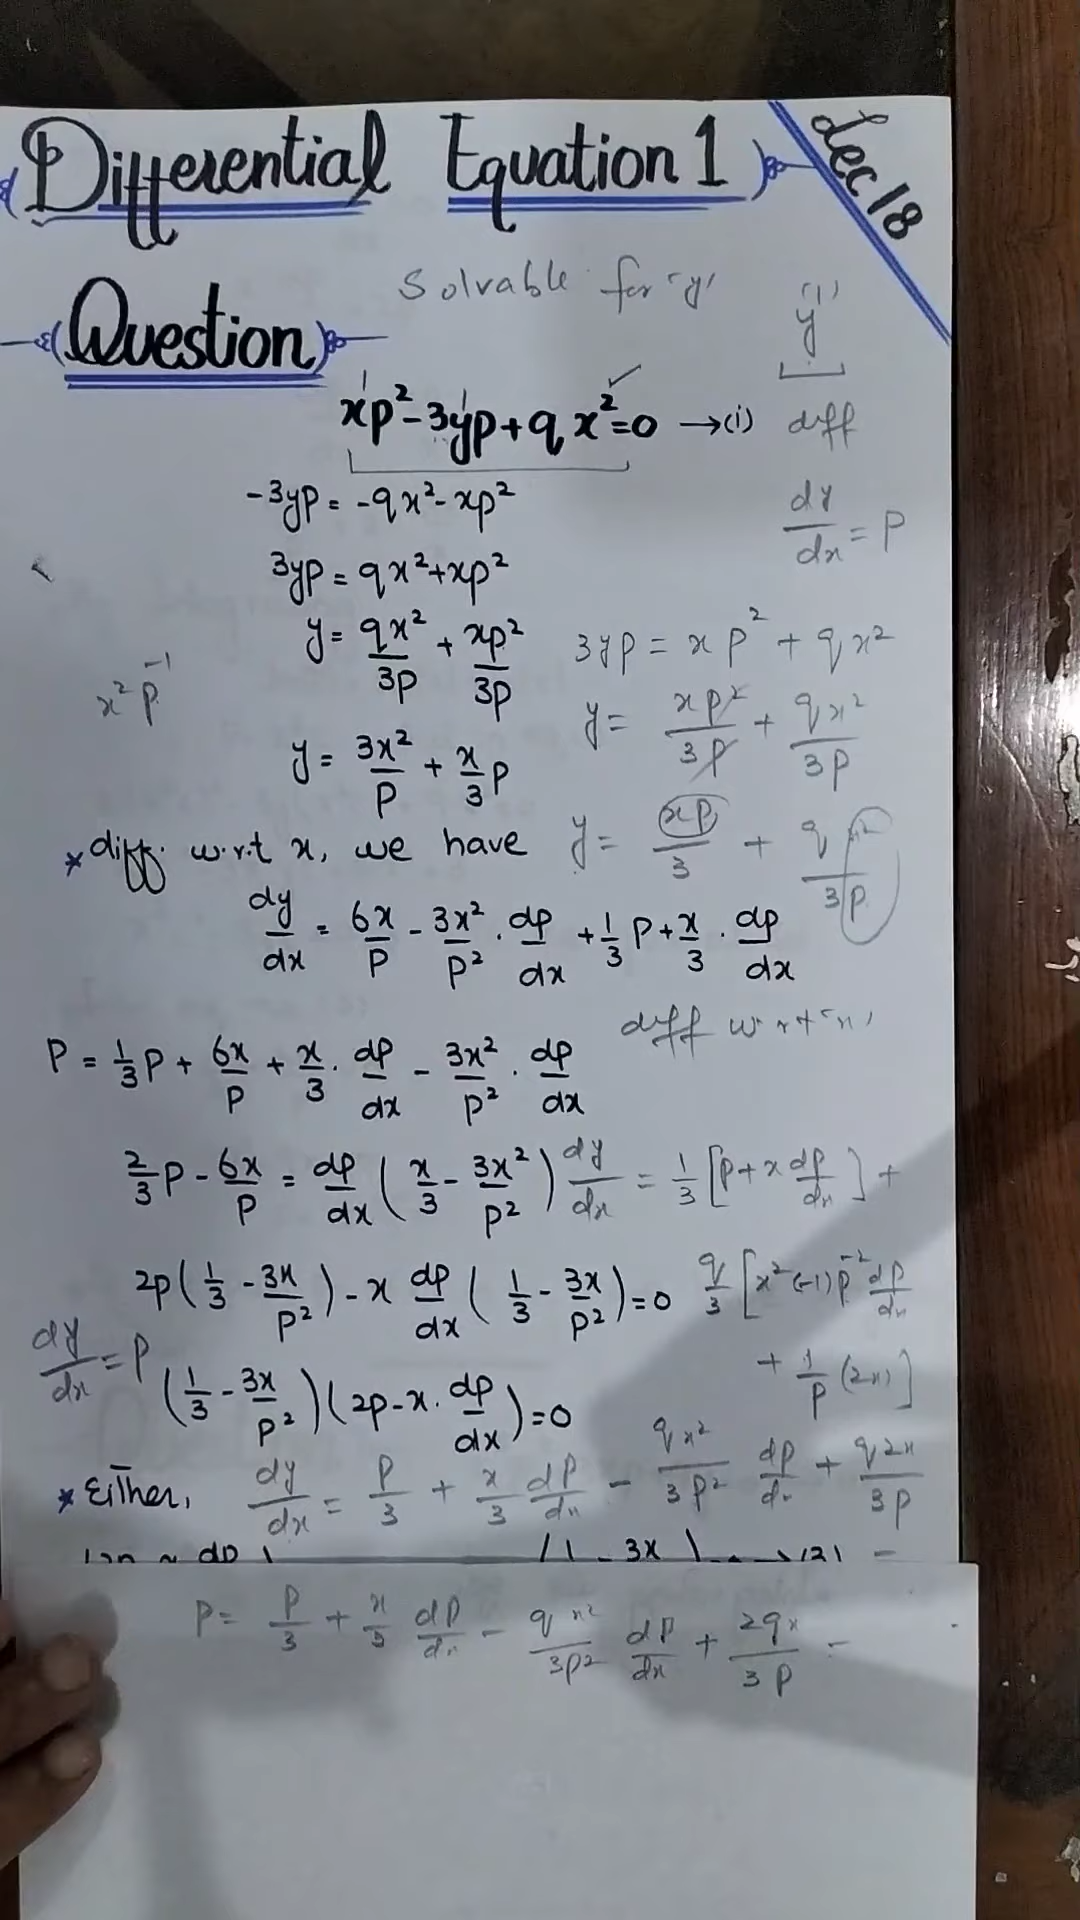 Differential Equation 1
Lec 18
Solvable for 'y'
Question
'y'
xp² - 3yp + 9x² = 0 → (i)
diff
-3yp = -9x² - xp²
dy/dx = P
3yp = 9x² + xp²
y = 9x²/3p + xp²/3p
3yp = xp² + 9x²
x² p⁻¹
y = xp²/3p + 9x²/3p
y = 3x²/p + x/3 p
* diff. w.r.t x, we have
y = xp/3 + 9x²/3p
dy/dx = 6x/p - 3x²/p² . dp/dx + 1/3 p + x/3 . dp/dx
diff w.r.t 'x'
P = 1/3 p + 6x/p + x/3 . dp/dx - 3x²/p² . dp/dx
2/3 p - 6x/p = dp/dx ( x/3 - 3x²/p² )
dy/dx = 1/3 [p + x dp/dx] +
2p ( 1/3 - 3x/p² ) - x dp/dx ( 1/3 - 3x/p² ) = 0
9/3 [x² (-1) p⁻² dp/dx
+ 1/p (2x)]
dy/dx = P
( 1/3 - 3x/p² ) ( 2p - x . dp/dx ) = 0
* Either,
dy/dx = P/3 + x/3 dp/dx - 9x²/3p² dp/dx + 9 2x/3p
P = P/3 + x/3 dp/dx - 9x²/3p² dp/dx + 29x/3p -